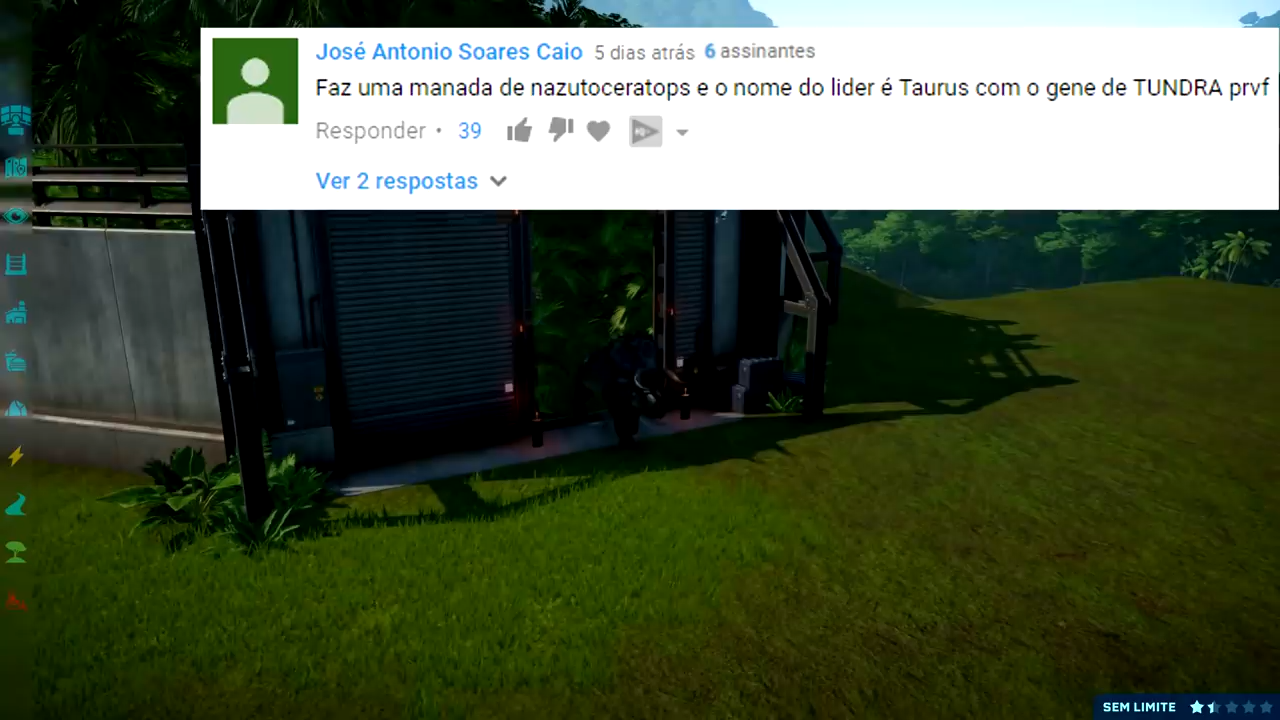 José Antonio Soares Caio 5 dias atrás 6 assinantes
Faz uma manada de nazutoceratops e o nome do lider é Taurus com o gene de TUNDRA prvf
Responder • 39
Ver 2 respostas
SEM LIMITE